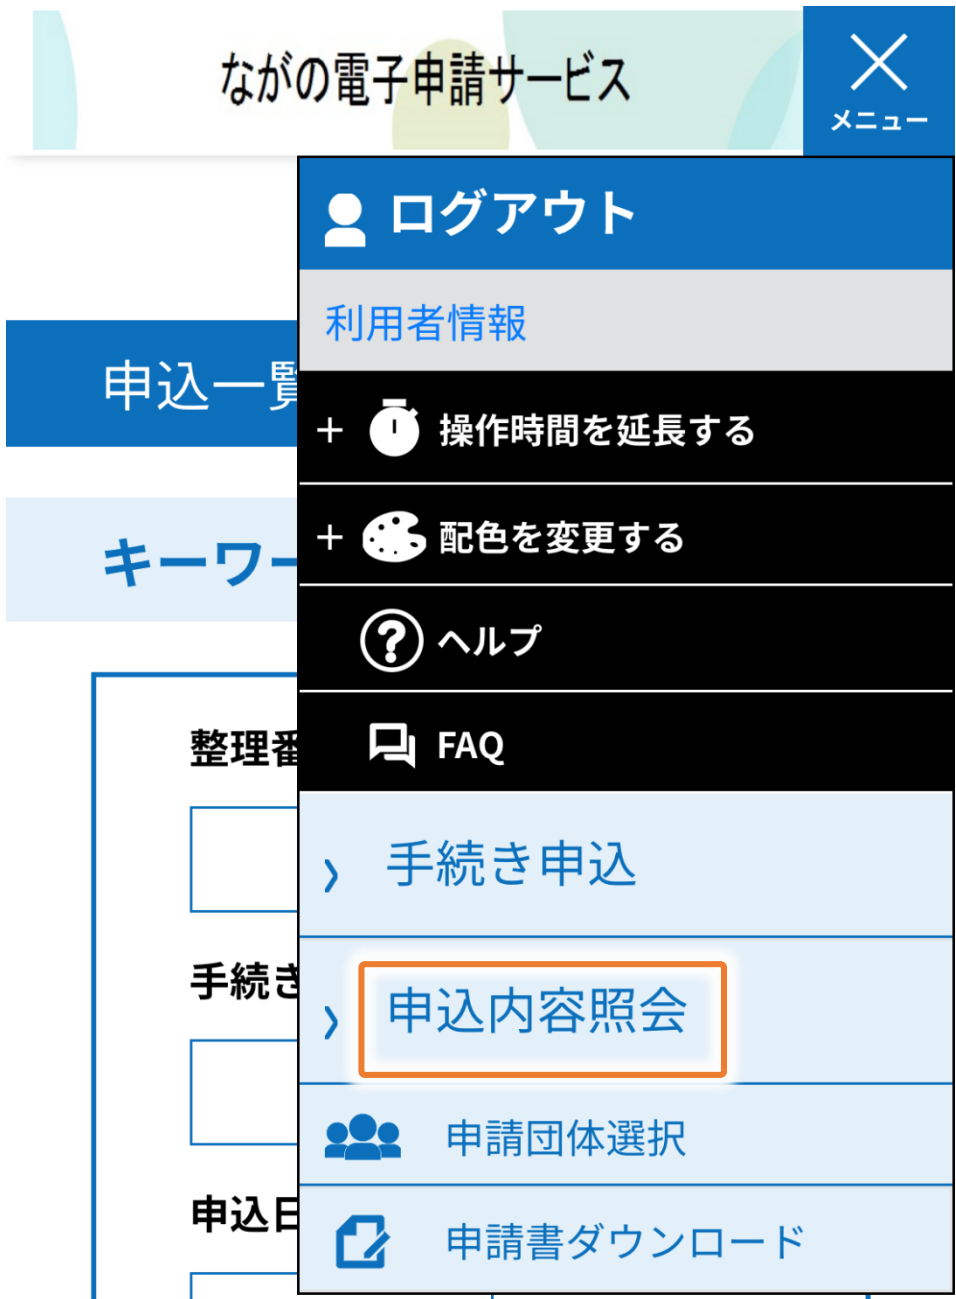 ながの電子申請サービス
メニュー
ログアウト
利用者情報
申込一覧
操作時間を延長する
配色を変更する
キーワー
ヘルプ
FAQ
整理番
手続き申込
手続き
申込内容照会
申請団体選択
申込日
申請書ダウンロード